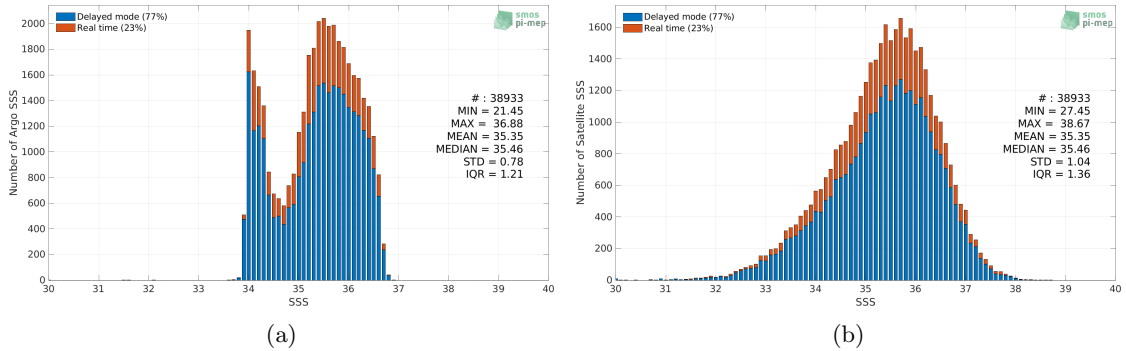 Delayed mode (77%)
Real time (23%)
smos
pi-mep
2000
1800
1600
1400
1200
1000
800
600
400
200
0
Number of Argo SSS
# : 38933
MIN = 21.45
MAX = 36.88
MEAN = 35.35
MEDIAN = 35.46
STD = 0.78
IQR = 1.21
30 31 32 33 34 35 36 37 38 39 40
SSS
(a)
Delayed mode (77%)
Real time (23%)
smos
pi-mep
1600
1400
1200
1000
800
600
400
200
0
Number of Satellite SSS
# : 38933
MIN = 27.45
MAX = 38.67
MEAN = 35.35
MEDIAN = 35.46
STD = 1.04
IQR = 1.36
30 31 32 33 34 35 36 37 38 39 40
SSS
(b)